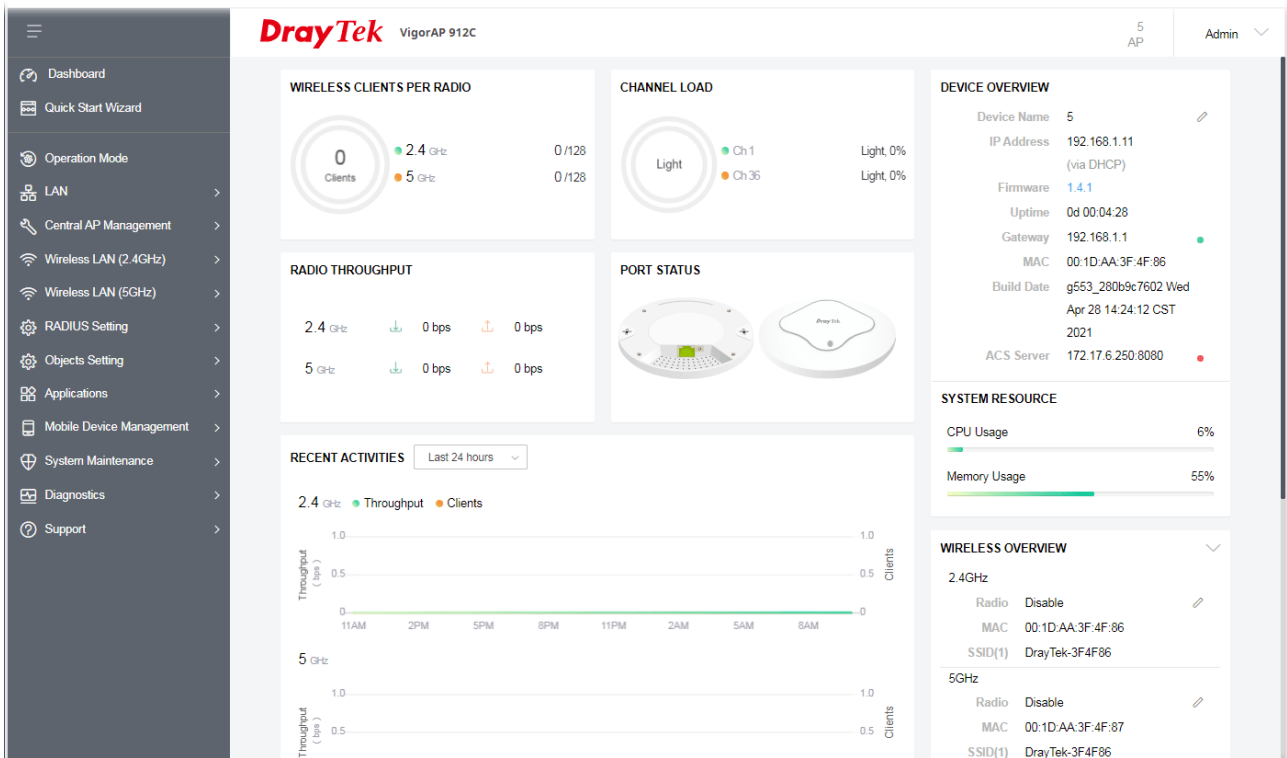 DrayTek VigorAP 912C
5
AP
Admin
Dashboard
Quick Start Wizard
Operation Mode
LAN
Central AP Management
Wireless LAN (2.4GHz)
Wireless LAN (5GHz)
RADIUS Setting
Objects Setting
Applications
Mobile Device Management
System Maintenance
Diagnostics
Support
WIRELESS CLIENTS PER RADIO
0
Clients
2.4 GHz 0 /128
5 GHz 0 /128
CHANNEL LOAD
Light
Ch 1 Light, 0%
Ch 36 Light, 0%
RADIO THROUGHPUT
2.4 GHz 0 bps 0 bps
5 GHz 0 bps 0 bps
PORT STATUS
DrayTek
RECENT ACTIVITIES Last 24 hours
2.4 GHz Throughput Clients
1.0 1.0
Throughput
( bps )
0.5 0.5
Clients
0 0
11AM 2PM 5PM 8PM 11PM 2AM 5AM 8AM
5 GHz
1.0 1.0
Throughput
( bps )
0.5 0.5
Clients
DEVICE OVERVIEW
Device Name 5
IP Address 192.168.1.11
(via DHCP)
Firmware 1.4.1
Uptime 0d 00:04:28
Gateway 192.168.1.1
MAC 00:1D:AA:3F:4F:86
Build Date g553_280b9c7602 Wed
Apr 28 14:24:12 CST
2021
ACS Server 172.17.6.250:8080
SYSTEM RESOURCE
CPU Usage 6%
Memory Usage 55%
WIRELESS OVERVIEW
2.4GHz
Radio Disable
MAC 00:1D:AA:3F:4F:86
SSID(1) DrayTek-3F4F86
5GHz
Radio Disable
MAC 00:1D:AA:3F:4F:87
SSID(1) DrayTek-3F4F86